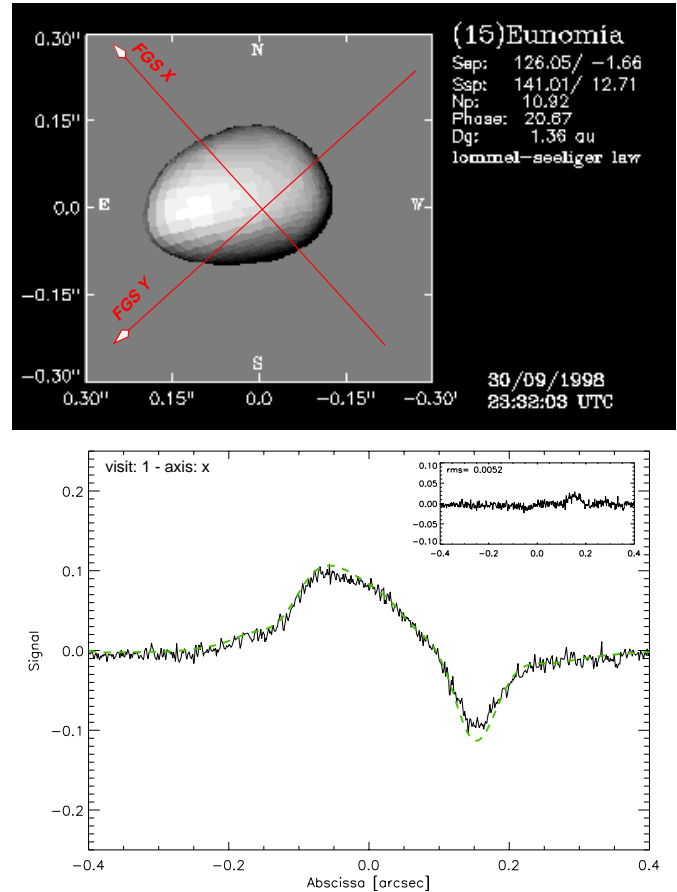 (15)Eunomia
Sep: 126.05/ -1.66
Ssp: 141.01/ 12.71
Np: 10.92
Phase: 20.67
Dg: 1.36 au
lommel-seeliger law
0.30"
0.15"
0.0
-0.15"
-0.30"
N
E
W
S
FGS X
FGS Y
0.30"
0.15"
0.0
-0.15"
-0.30'
30/09/1998
23:32:03 UTC
visit: 1 - axis: x
rms= 0.0052
0.10
0.05
0.00
-0.05
-0.10
-0.4
-0.2
0.0
0.2
0.4
0.2
0.1
0.0
-0.1
-0.2
Signal
-0.4
-0.2
0.0
0.2
0.4
Abscissa [arcsec]